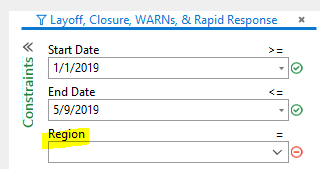 Layoff, Closure, WARNs, & Rapid Response ×
Constraints
Start Date >=
1/1/2019
End Date <=
5/9/2019
Region =